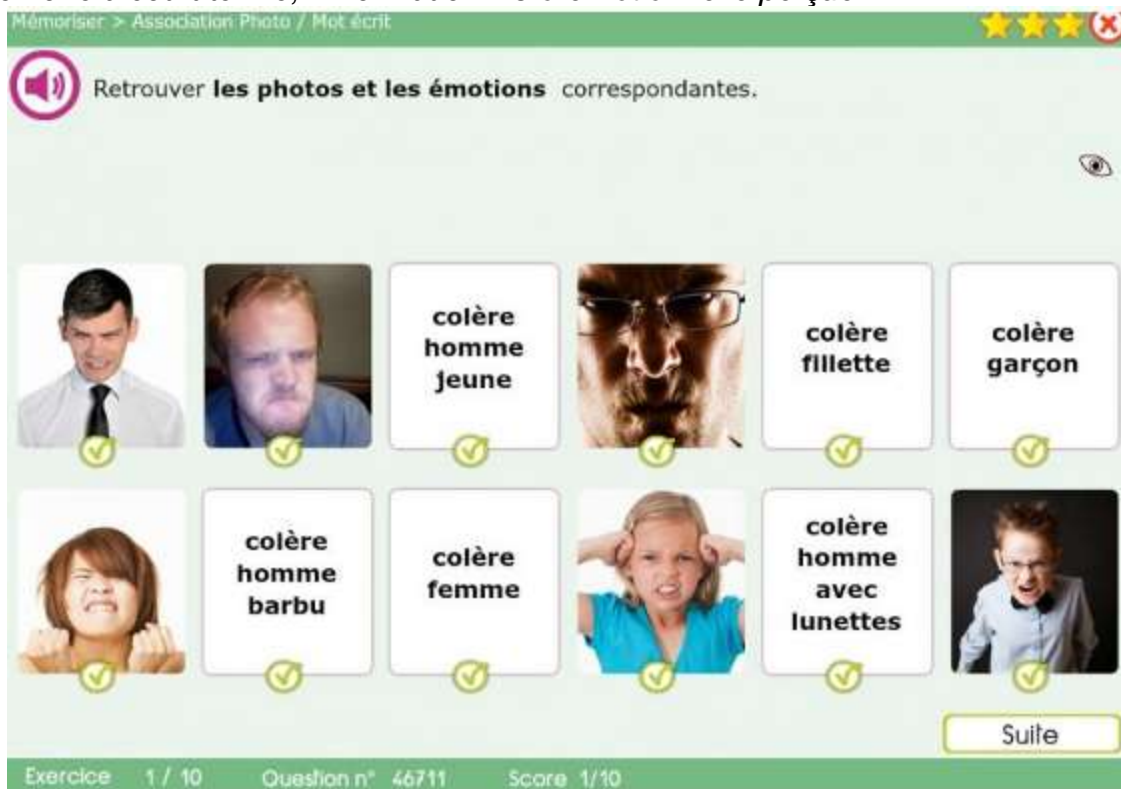 Mémoriser > Association Photo / Mot écrit
Retrouver les photos et les émotions correspondantes.
colère
homme
jeune
colère
fillette
colère
garçon
colère
homme
barbu
colère
femme
colère
homme
avec
lunettes
Suite
Exercice 1 / 10 Question n° 46711 Score 1/10